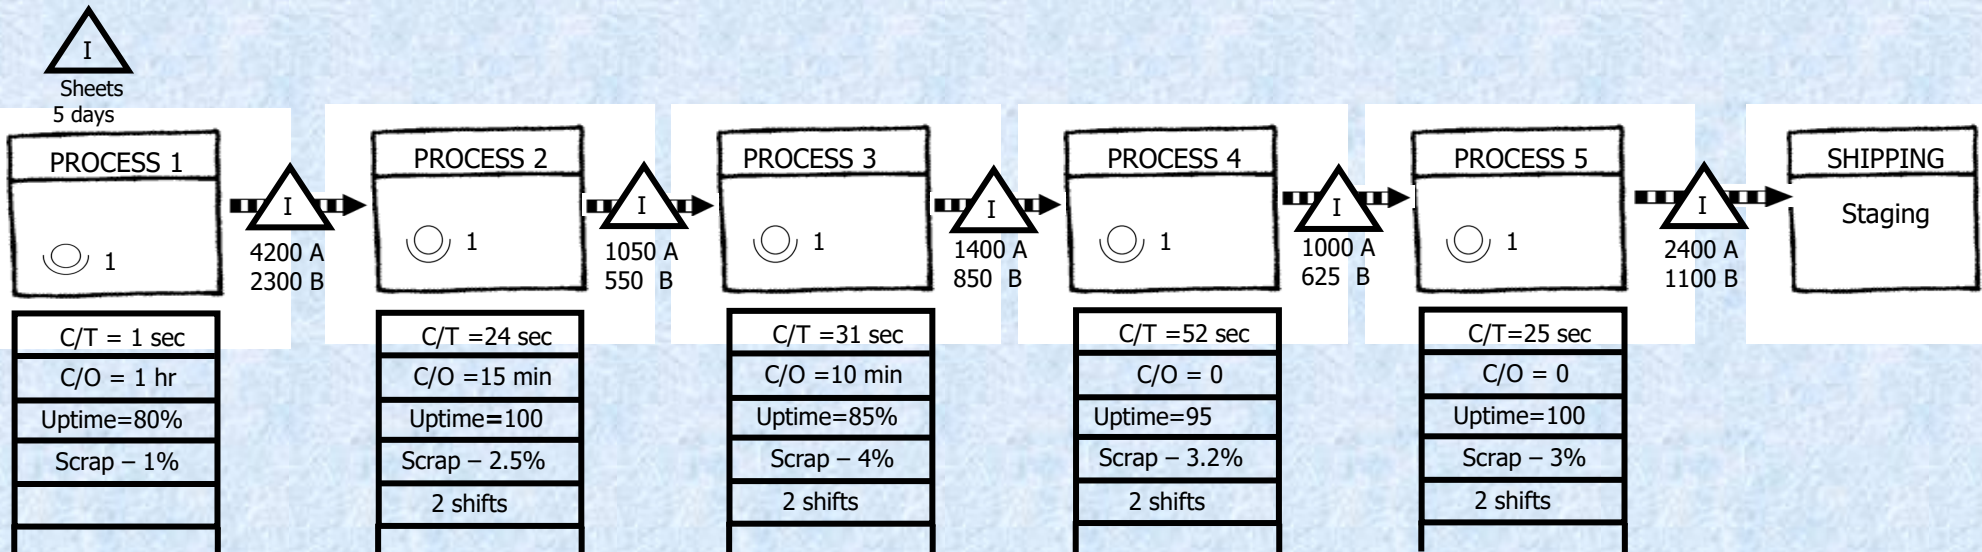 I
Sheets
5 days
PROCESS 1
1
C/T = 1 sec
C/O = 1 hr
Uptime=80%
Scrap – 1%
I
4200 A
2300 B
PROCESS 2
1
C/T =24 sec
C/O =15 min
Uptime=100
Scrap – 2.5%
2 shifts
I
1050 A
550 B
PROCESS 3
1
C/T =31 sec
C/O =10 min
Uptime=85%
Scrap – 4%
2 shifts
I
1400 A
850 B
PROCESS 4
1
C/T =52 sec
C/O = 0
Uptime=95
Scrap – 3.2%
2 shifts
I
1000 A
625 B
PROCESS 5
1
C/T=25 sec
C/O = 0
Uptime=100
Scrap – 3%
2 shifts
I
2400 A
1100 B
SHIPPING
Staging